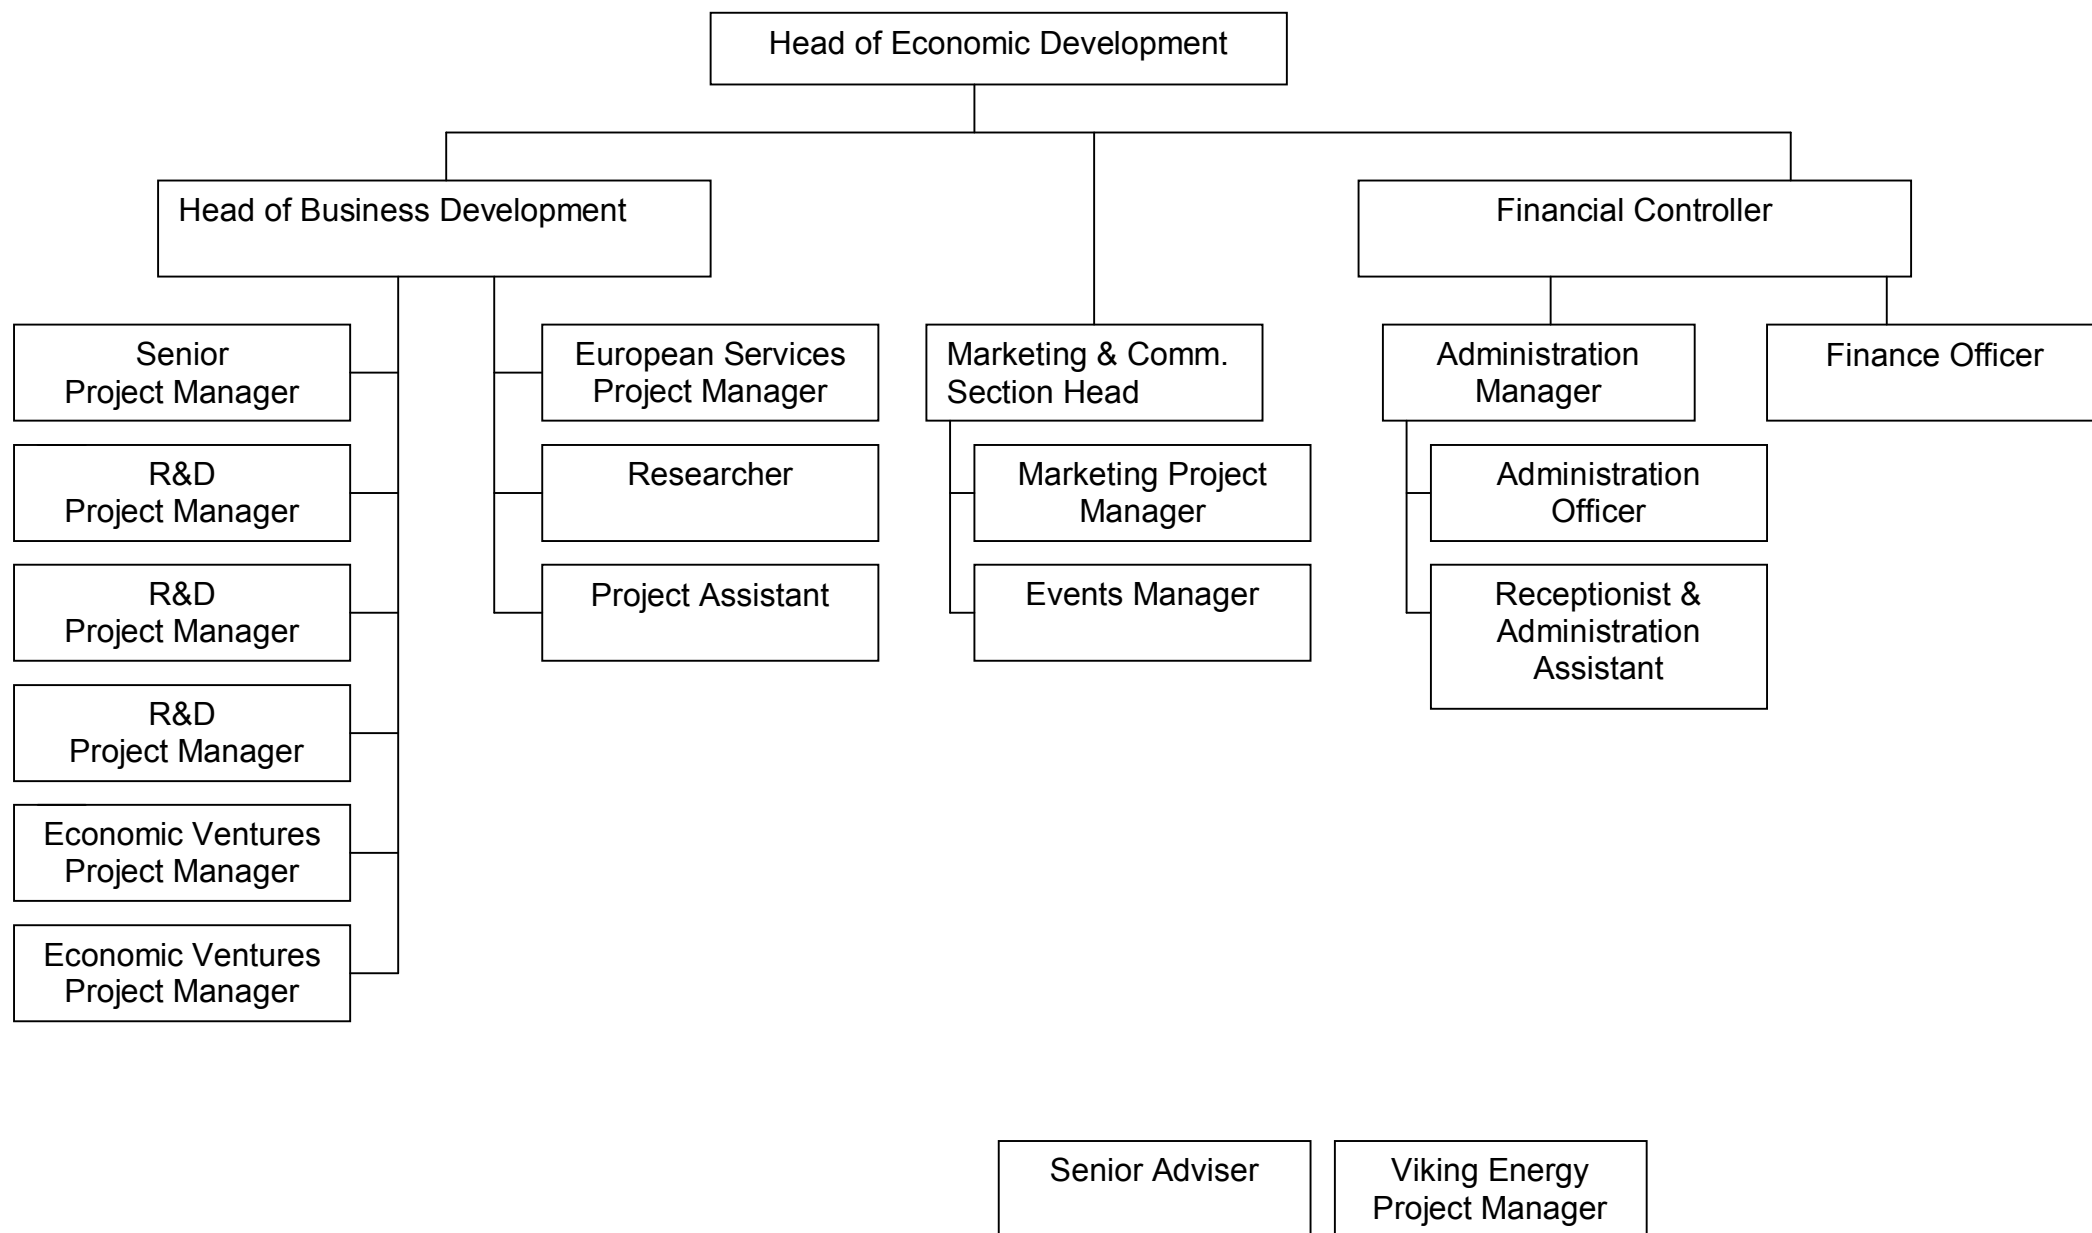 Head of Economic Development
Head of Business Development
Financial Controller
Senior
Project Manager
R&D
Project Manager
R&D
Project Manager
R&D
Project Manager
Economic Ventures
Project Manager
Economic Ventures
Project Manager
European Services
Project Manager
Researcher
Project Assistant
Marketing & Comm.
Section Head
Marketing Project
Manager
Events Manager
Administration
Manager
Administration
Officer
Receptionist &
Administration
Assistant
Finance Officer
Senior Adviser
Viking Energy
Project Manager